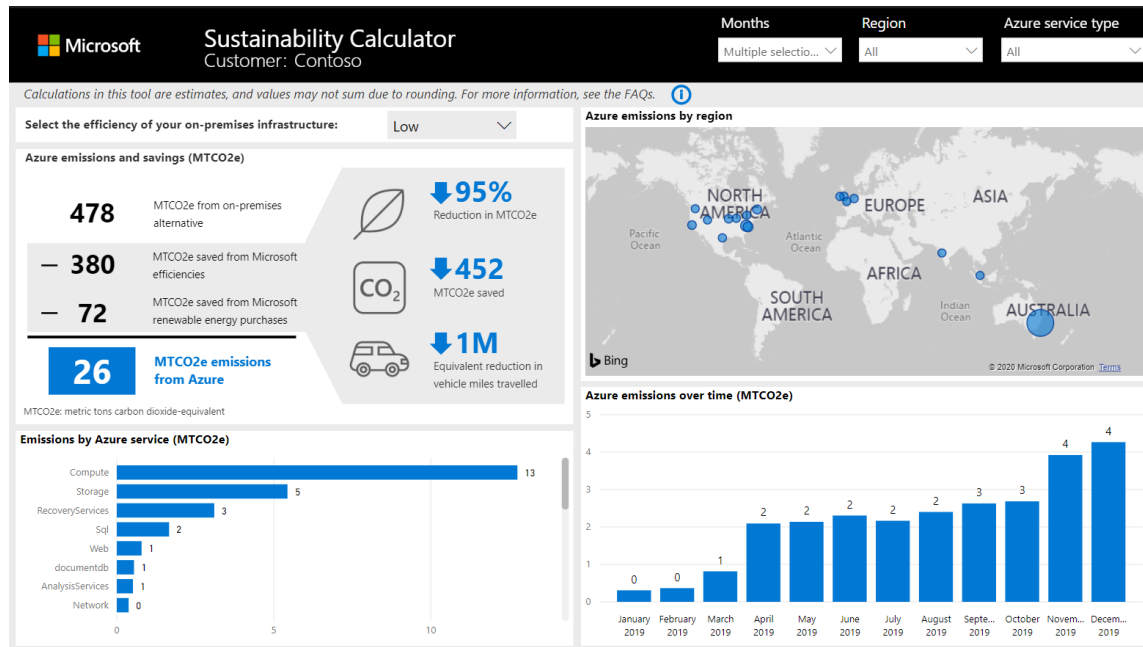 Microsoft
Sustainability Calculator
Customer: Contoso
Months
Multiple selectio...
Region
All
Azure service type
All
Calculations in this tool are estimates, and values may not sum due to rounding. For more information, see the FAQs.
Select the efficiency of your on-premises infrastructure:
Low
Azure emissions and savings (MTCO2e)
478
MTCO2e from on-premises
alternative
– 380
MTCO2e saved from Microsoft
efficiencies
– 72
MTCO2e saved from Microsoft
renewable energy purchases
26
MTCO2e emissions
from Azure
95%
Reduction in MTCO2e
CO2
452
MTCO2e saved
1M
Equivalent reduction in
vehicle miles travelled
MTCO2e: metric tons carbon dioxide-equivalent
Azure emissions by region
NORTH
AMERICA
EUROPE
ASIA
Pacific
Ocean
Atlantic
Ocean
AFRICA
SOUTH
AMERICA
Indian
Ocean
AUSTRALIA
Bing
© 2020 Microsoft Corporation Terms
Emissions by Azure service (MTCO2e)
Compute
13
Storage
5
RecoveryServices
3
Sql
2
Web
1
documentdb
1
AnalysisServices
1
Network
0
0
5
10
Azure emissions over time (MTCO2e)
5
4
3
2
1
0
0
0
1
2
2
2
2
2
3
3
4
4
January
2019
February
2019
March
2019
April
2019
May
2019
June
2019
July
2019
August
2019
Septe...
2019
October
2019
Novem...
2019
Decem...
2019